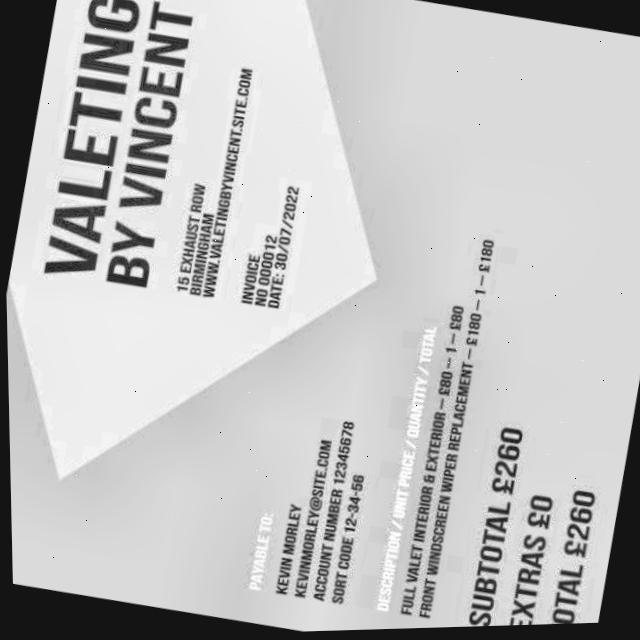 VALETING
BY VINCENT
15 EXHAUST ROW
BIRMINGHAM
WWW.VALETINGBYVINCENT.SITE.COM
INVOICE
NO 000012
DATE: 30/07/2022
PAYABLE TO:
KEVIN MORLEY
KEVINMORLEY@SITE.COM
ACCOUNT NUMBER 12345678
SORT CODE 12-34-56
DESCRIPTION / UNIT PRICE / QUANTITY / TOTAL
FULL VALET INTERIOR & EXTERIOR — £80 — 1 — £80
FRONT WINDSCREEN WIPER REPLACEMENT — £180 — 1 — £180
SUBTOTAL £260
EXTRAS £0
OTAL £260